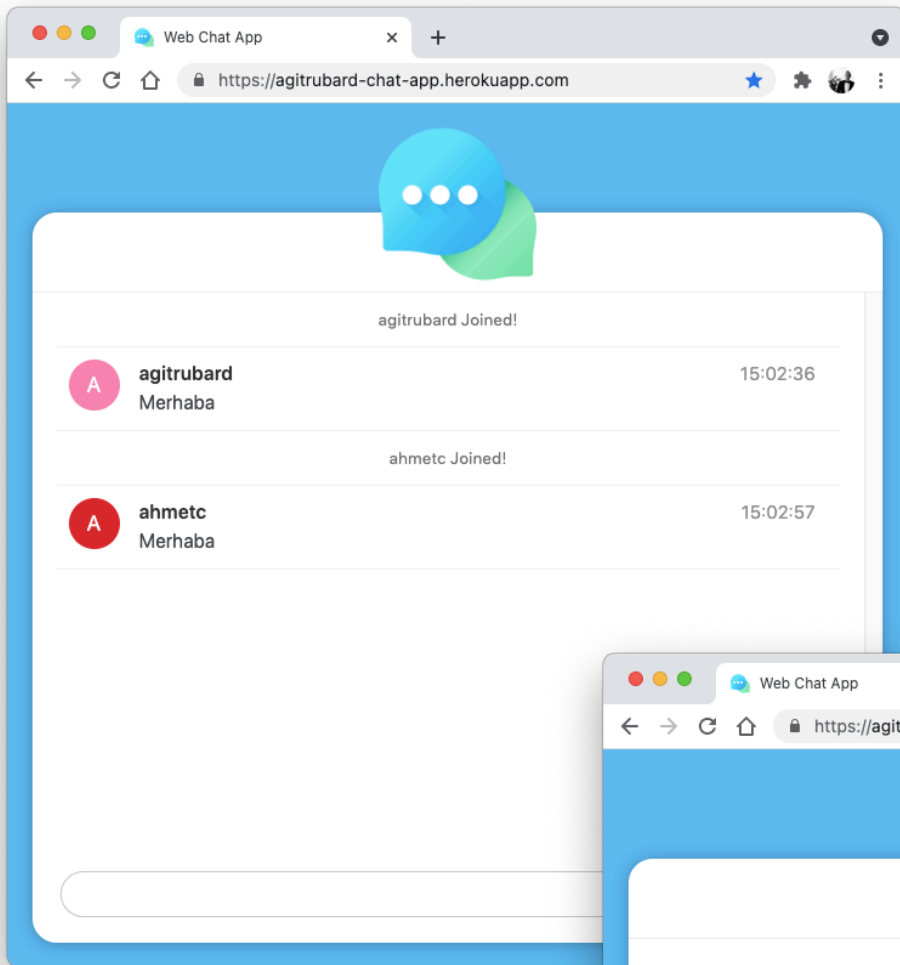 Web Chat App
https://agitrubard-chat-app.herokuapp.com
agitrubard Joined!
A
agitrubard 15:02:36
Merhaba
ahmetc Joined!
A
ahmetc 15:02:57
Merhaba
Web Chat App
https://agit